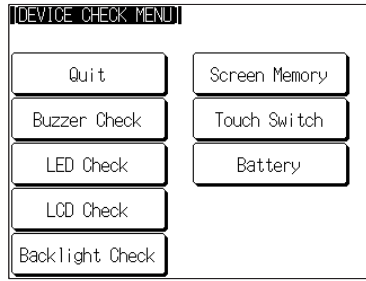 [DEVICE CHECK MENU]
Quit
Screen Memory
Buzzer Check
Touch Switch
LED Check
Battery
LCD Check
Backlight Check